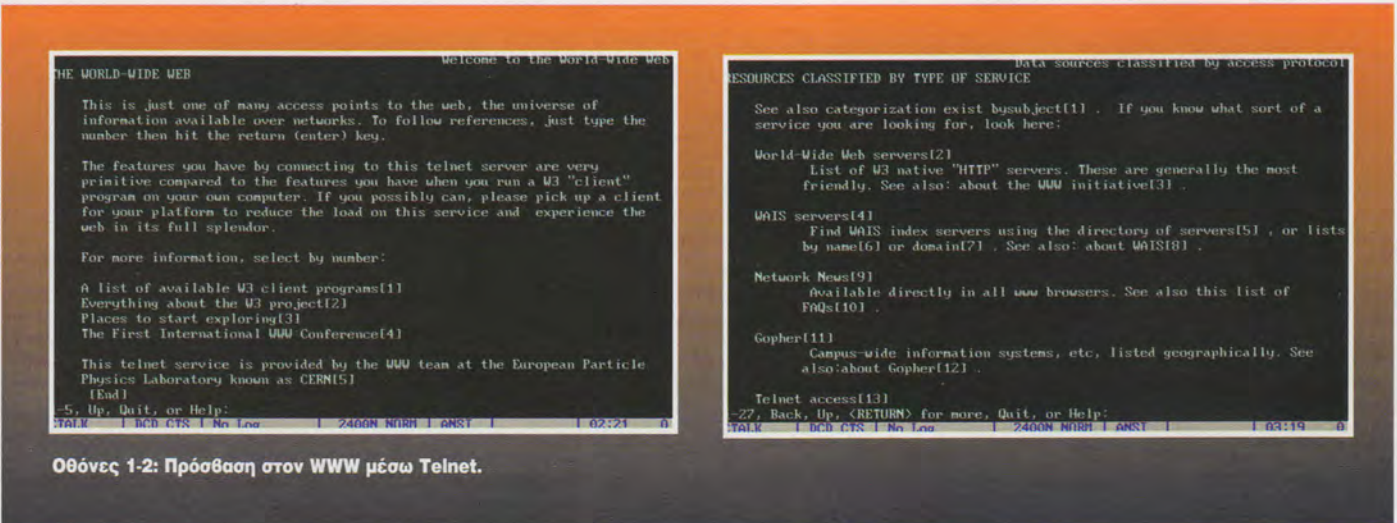 Welcome to the World-Wide Web
HE WORLD-WIDE WEB
This is just one of many access points to the web, the universe of
information available over networks. To follow references, just type the
number then hit the return (enter) key.
The features you have by connecting to this telnet server are very
primitive compared to the features you have when you run a W3 "client"
program on your own computer. If you possibly can, please pick up a client
for your platform to reduce the load on this service and experience the
web in its full splendor.
For more information, select by number:
A list of available W3 client programs[1]
Everything about the W3 project[2]
Places to start exploring[3]
The First International WWW Conference[4]
This telnet service is provided by the WWW team at the European Particle
Physics Laboratory known as CERN[5]
[End]
-5, Up, Quit, or Help:
TALK | DCD CTS | No Log | 2400N NORM | ANSI | | 02:21 0
Data sources classified by access protocol
RESOURCES CLASSIFIED BY TYPE OF SERVICE
See also categorization exist bysubject[1] . If you know what sort of a
service you are looking for, look here:
World-Wide Web servers[2]
List of W3 native "HTTP" servers. These are generally the most
friendly. See also: about the WWW initiative[3] .
WAIS servers[4]
Find WAIS index servers using the directory of servers[5] , or lists
by name[6] or domain[7] . See also: about WAIS[8] .
Network News[9]
Available directly in all www browsers. See also this list of
FAQs[10] .
Gopher[11]
Campus-wide information systems, etc, listed geographically. See
also:about Gopher[12] .
Telnet access[13]
-27, Back, Up, <RETURN> for more, Quit, or Help:
TALK | DCD CTS | No Log | 2400N NORM | ANSI | | 03:19 0
Οθόνες 1-2: Πρόσβαση στον WWW μέσω Telnet.